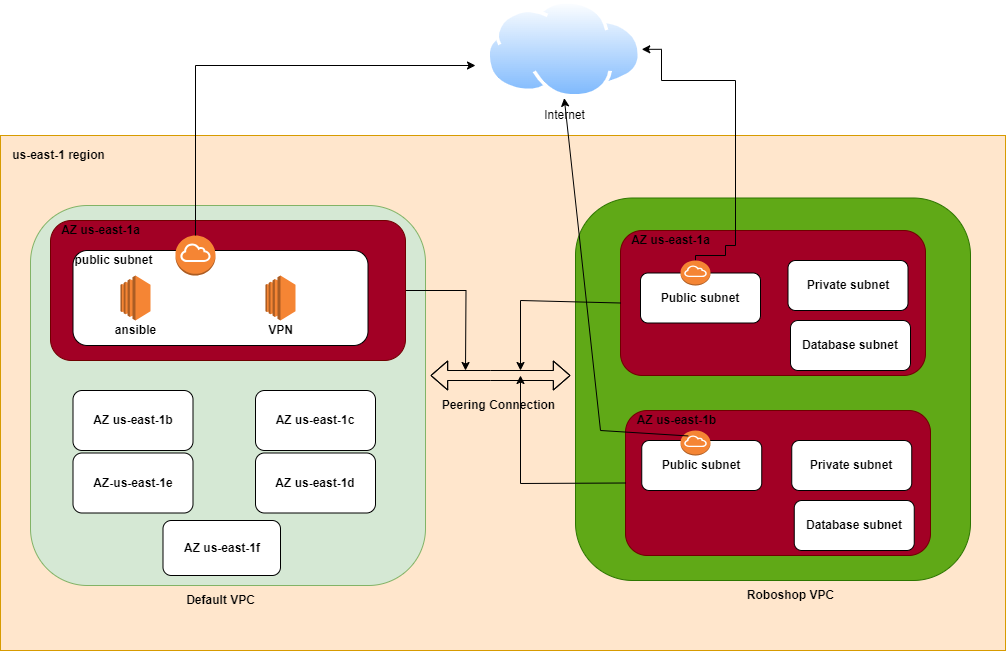 Internet
us-east-1 region
AZ us-east-1a
public subnet
ansible
VPN
AZ us-east-1b
AZ us-east-1c
AZ-us-east-1e
AZ us-east-1d
AZ us-east-1f
Default VPC
Peering Connection
AZ us-east-1a
Public subnet
Private subnet
Database subnet
AZ us-east-1b
Public subnet
Private subnet
Database subnet
Roboshop VPC